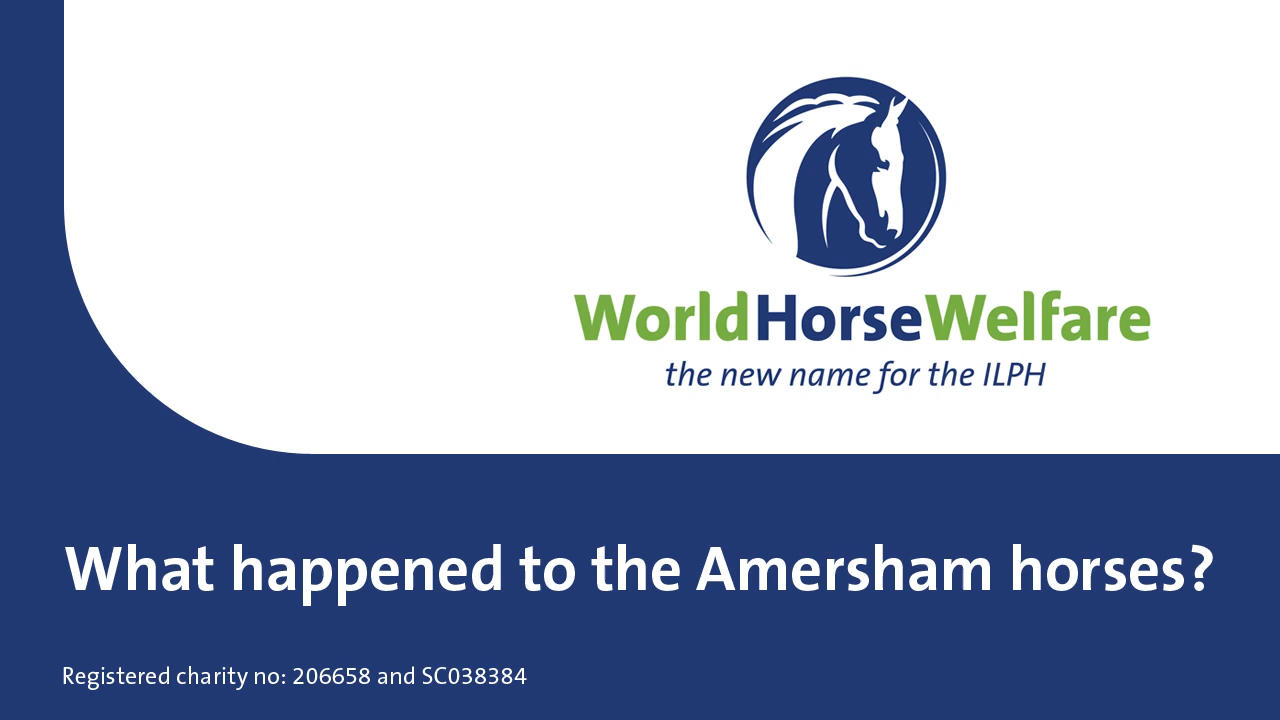 WorldHorseWelfare
the new name for the ILPH
What happened to the Amersham horses?
Registered charity no: 206658 and SC038384